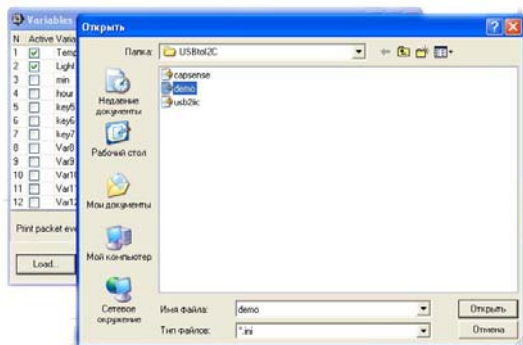 Variables
N Active Varia
1 Temp
2 Light
3 min
4 hour
5 key5
6 key6
7 key7
8 Var8
9 Var9
10 Var10
11 Var11
12 Var12
Print packet eve
Load...
Открыть
Папка: USBtoI2C
Недавние документы
Рабочий стол
Мои документы
Мой компьютер
Сетевое окружение
capsense
demo
usb2iic
Имя файла: demo
Открыть
Тип файлов: *.ini
Отмена